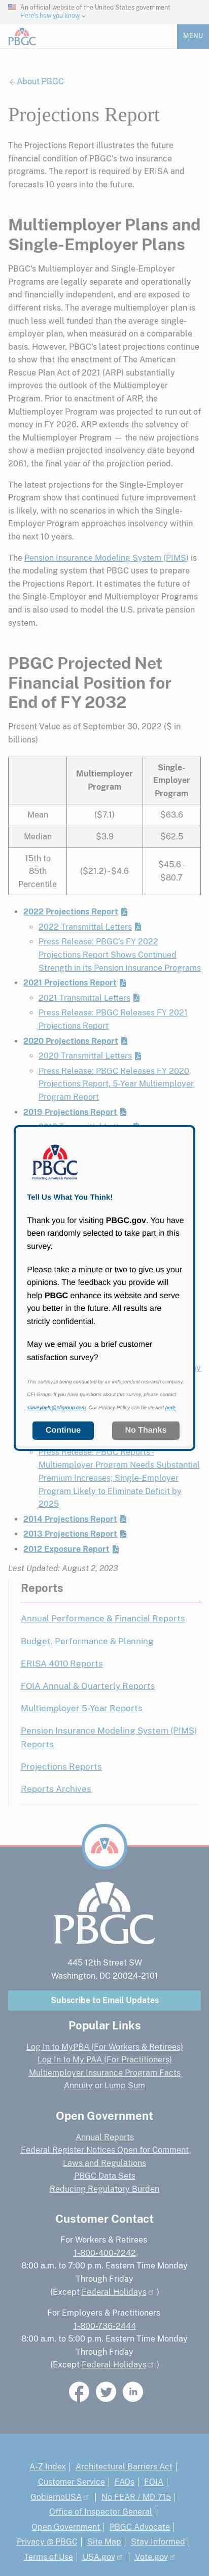 An official website of the United States government
Here's how you know
PBGC
MENU
About PBGC
Projections Report
The Projections Report illustrates the future
financial condition of PBGC's two insurance
programs. The report is required by ERISA and
forecasts 10 years into the future.
Multiemployer Plans and
Single-Employer Plans
PBGC's Multiemployer and Single-Employer
Programs are legally separate and operationally
and financially independent, and are exposed to
different risks. The average multiemployer plan is
much less well funded than the average single-
employer plan, when measured on a comparable
basis. However, PBGC's latest projections continue
to show that the enactment of The American
Rescue Plan Act of 2021 (ARP) substantially
improves the outlook of the Multiemployer
Program. Prior to enactment of ARP, the
Multiemployer Program was projected to run out of
money in FY 2026. ARP extends the solvency
of the Multiemployer Program — the new projections
show no modeled projected insolvency date beyond
2061, the final year of the projection period.
The latest projections for the Single-Employer
Program show that continued future improvement
is likely, with no scenarios in which the Single-
Employer Program becomes insolvent within the
next ten years.
The Pension Insurance Modeling System (PIMS) is
the modeling system that PBGC uses to prepare
the Projections Report. It estimates the future of
the Single-Employer and Multiemployer Programs
and is also used to model the U.S. private pension
system.
PBGC Projected Net
Financial Position for
End of FY 2032
Present Value as of September 30, 2022 ($ in
billions)
Multiemployer Program
Single-Employer Program
Mean ($7.1) $63.6
Median $3.9 $62.5
15th to 85th Percentile ($21.2) - $4.6 $45.6 - $80.7
2022 Projections Report
2022 Transmittal Letters
Press Release: PBGC's FY 2022
Projections Report Shows Continued
Strength in its Pension Insurance Programs
2021 Projections Report
2021 Transmittal Letters
Press Release: PBGC Releases FY 2021
Projections Report
2020 Projections Report
2020 Transmittal Letters
Press Release: PBGC Releases FY 2020
Projections Report, 5-Year Multiemployer
Program Report
2019 Projections Report
PBGC
Protecting America's Pensions
Tell Us What You Think!
Thank you for visiting PBGC.gov. You have
been randomly selected to take part in this
survey.
Please take a minute or two to give us your
opinions. The feedback you provide will
help PBGC enhance its website and serve
you better in the future. All results are
strictly confidential.
May we email you a brief customer
satisfaction survey?
This survey is being conducted by an independent research company,
CFI Group. If you have questions about this survey, please contact
surveyhelp@cfigroup.com. Our Privacy Policy can be viewed here.
Continue
No Thanks
Press Release: PBGC Reports -
Multiemployer Program Needs Substantial
Premium Increases; Single-Employer
Program Likely to Eliminate Deficit by
2025
2014 Projections Report
2013 Projections Report
2012 Exposure Report
Last Updated: August 2, 2023
Reports
Annual Performance & Financial Reports
Budget, Performance & Planning
ERISA 4010 Reports
FOIA Annual & Quarterly Reports
Multiemployer 5-Year Reports
Pension Insurance Modeling System (PIMS)
Reports
Projections Reports
Reports Archives
PBGC
445 12th Street SW
Washington, DC 20024-2101
Subscribe to Email Updates
Popular Links
Log In to MyPBA (For Workers & Retirees)
Log In to My PAA (For Practitioners)
Multiemployer Insurance Program Facts
Annuity or Lump Sum
Open Government
Annual Reports
Federal Register Notices Open for Comment
Laws and Regulations
PBGC Data Sets
Reducing Regulatory Burden
Customer Contact
For Workers & Retirees
1-800-400-7242
8:00 a.m. to 7:00 p.m. Eastern Time Monday
Through Friday
(Except Federal Holidays )
For Employers & Practitioners
1-800-736-2444
8:00 a.m. to 5:00 p.m. Eastern Time Monday
Through Friday
(Except Federal Holidays )
A-Z Index | Architectural Barriers Act |
Customer Service | FAQs | FOIA |
GobiernoUSA | No FEAR / MD 715 |
Office of Inspector General |
Open Government | PBGC Advocate |
Privacy @ PBGC | Site Map | Stay Informed |
Terms of Use | USA.gov | Vote.gov